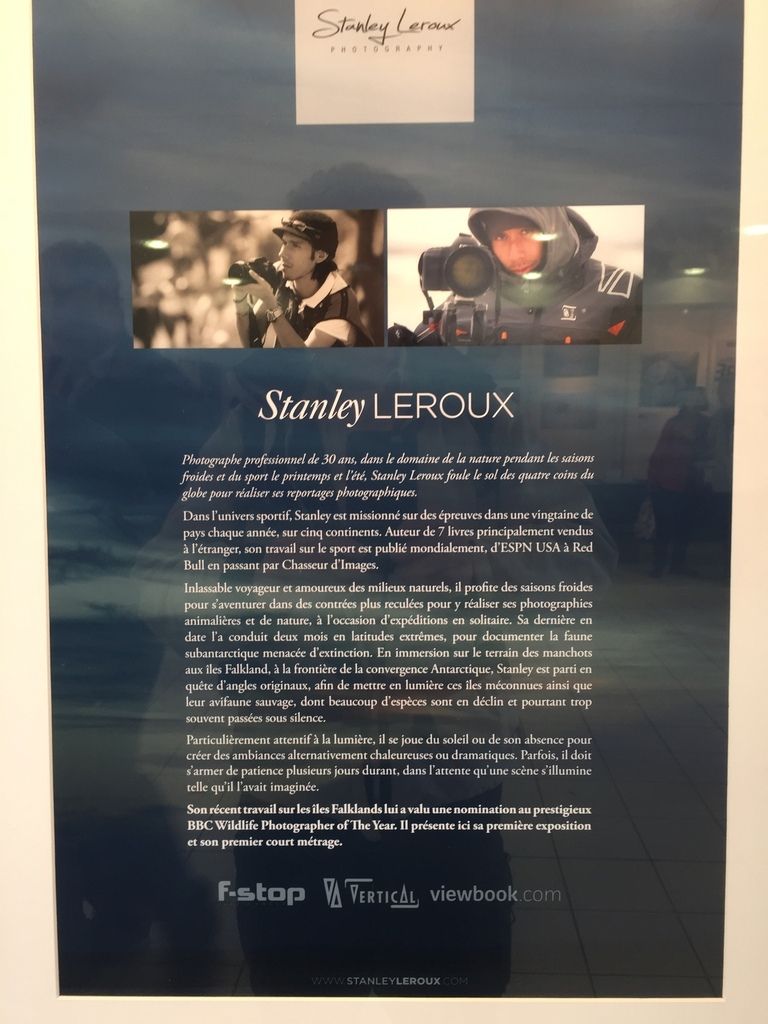 Stanley Leroux
PHOTOGRAPHY
Stanley LEROUX
Photographe professionnel de 30 ans, dans le domaine de la nature pendant les saisons
froides et du sport le printemps et l'été, Stanley Leroux foule le sol des quatre coins du
globe pour réaliser ses reportages photographiques.
Dans l'univers sportif, Stanley est missionné sur des épreuves dans une vingtaine de
pays chaque année, sur cinq continents. Auteur de 7 livres principalement vendus
à l'étranger, son travail sur le sport est publié mondialement, d'ESPN USA à Red
Bull en passant par Chasseur d'Images.
Inlassable voyageur et amoureux des milieux naturels, il profite des saisons froides
pour s'aventurer dans des contrées plus reculées pour y réaliser ses photographies
animalières et de nature, à l'occasion d'expéditions en solitaire. Sa dernière en
date l'a conduit deux mois en latitudes extrêmes, pour documenter la faune
subantarctique menacée d'extinction. En immersion sur le terrain des manchots
aux îles Falkland, à la frontière de la convergence Antarctique, Stanley est parti en
quête d'angles originaux, afin de mettre en lumière ces îles méconnues ainsi que
leur avifaune sauvage, dont beaucoup d'espèces sont en déclin et pourtant trop
souvent passées sous silence.
Particulièrement attentif à la lumière, il se joue du soleil ou de son absence pour
créer des ambiances alternativement chaleureuses ou dramatiques. Parfois, il doit
s'armer de patience plusieurs jours durant, dans l'attente qu'une scène s'illumine
telle qu'il l'avait imaginée.
Son récent travail sur les îles Falklands lui a valu une nomination au prestigieux
BBC Wildlife Photographer of The Year. Il présente ici sa première exposition
et son premier court métrage.
f-stop VERTICAL viewbook.com
WWW.STANLEYLEROUX.COM